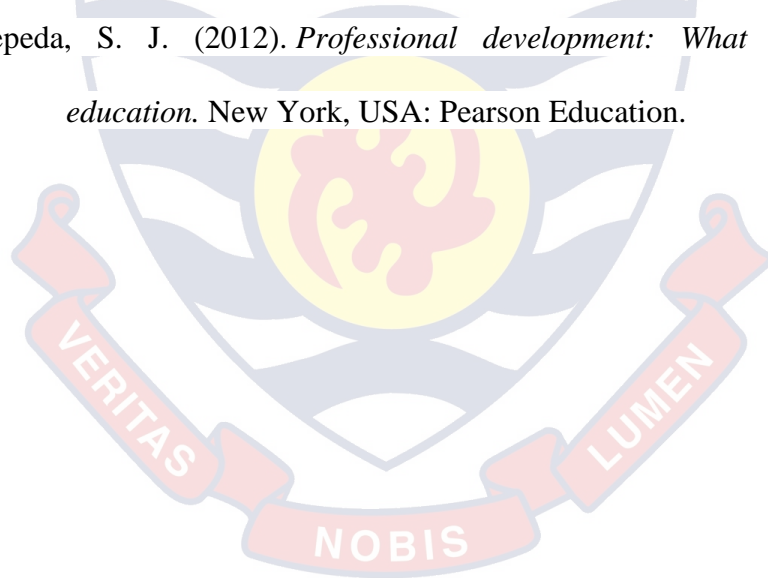 epeda, S. J. (2012). Professional development: What
education. New York, USA: Pearson Education.
VERITAS
NOBIS
LUMEN